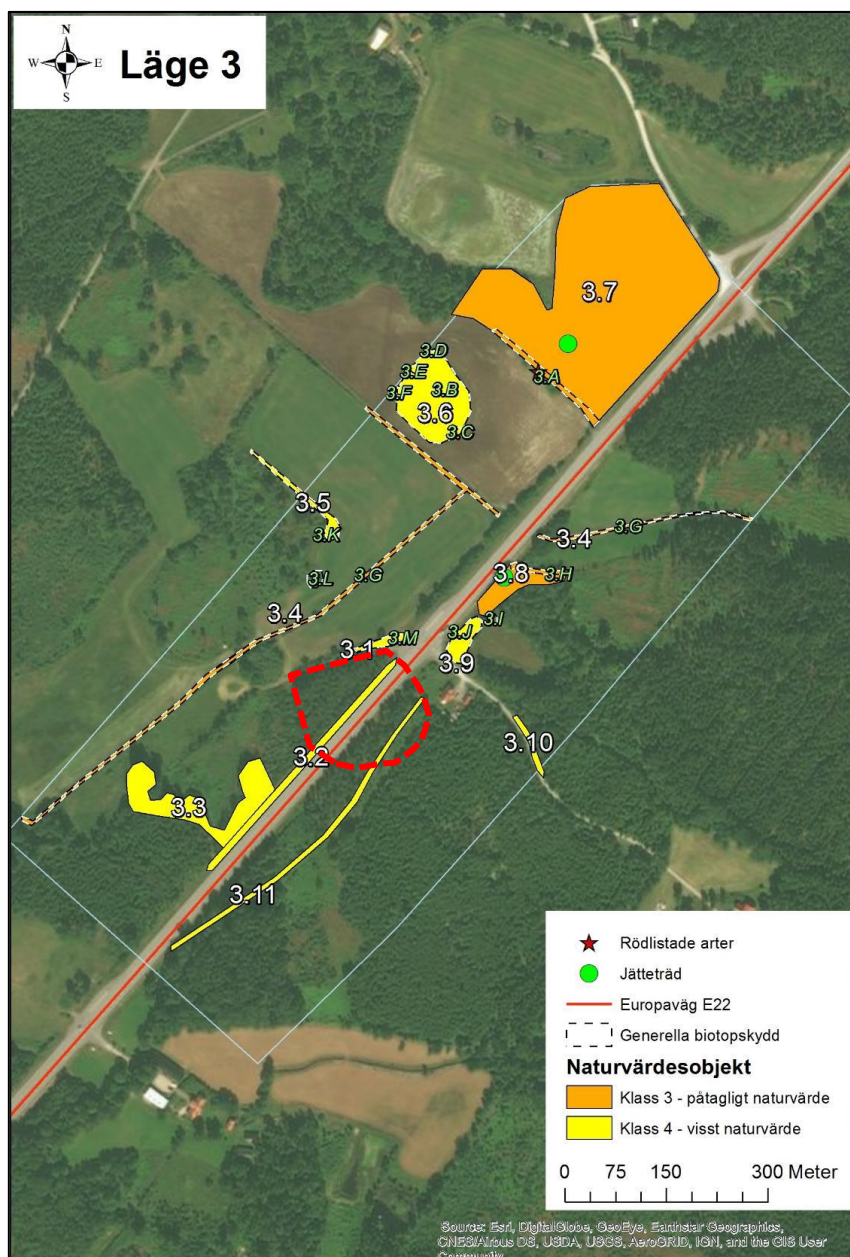 N
W E
S
Läge 3
3.7
3.D
3.E
3.A
3.F
3.B
3.6
3.C
3.5
3.K
3.G
3.4
3.L
3.G
3.8
3.H
3.4
3.I
3.J
3.M
3.1
3.9
3.10
3.2
3.3
3.11
Rödlistade arter
Jätteträd
Europaväg E22
Generella biotopskydd
Naturvärdesobjekt
Klass 3 - påtagligt naturvärde
Klass 4 - visst naturvärde
0 75 150 300 Meter
Source: Esri, DigitalGlobe, GeoEye, Earthstar Geographics,
CNES/Airbus DS, USDA, USGS, AeroGRID, IGN, and the GIS User
Community